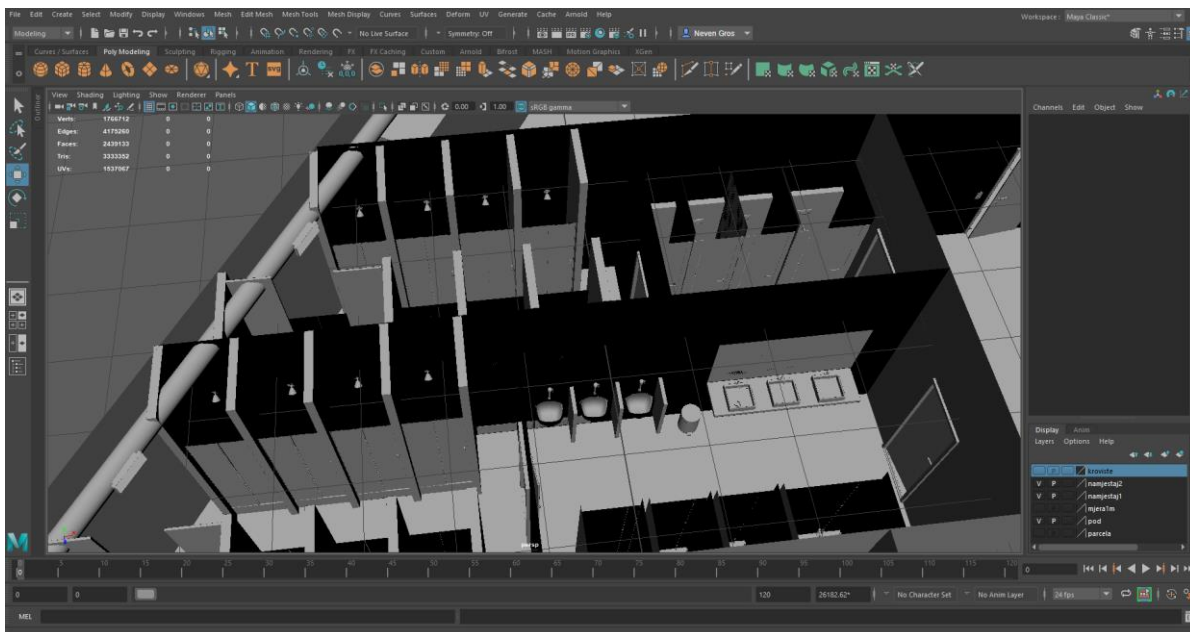 File Edit Create Select Modify Display Windows Mesh Edit Mesh Mesh Tools Mesh Display Curves Surfaces Deform UV Generate Cache Arnold Help
Workspace: Maya Classic*
Modeling
No Live Surface
Symmetry: Off
Neven Gros
Curves / Surfaces Poly Modeling Sculpting Rigging Animation Rendering FX FX Caching Custom Arnold Bifrost MASH Motion Graphics XGen
Outliner
View Shading Lighting Show Renderer Panels
0.00 1.00 sRGB gamma
Channels Edit Object Show
Verts: 1766712 0 0
Edges: 4175260 0 0
Faces: 2439133 0 0
Tris: 3333352 0 0
UVs: 1537067 0 0
persp
Display Anim
Layers Options Help
kroviste
V P namjestaj2
V P namjestaj1
mjera1m
V P pod
parcela
5 10 15 20 25 30 35 40 45 50 55 60 65 70 75 80 85 90 95 100 105 110 115 120
0
0
0 0 120 26182.62* No Character Set No Anim Layer 24 fps
MEL